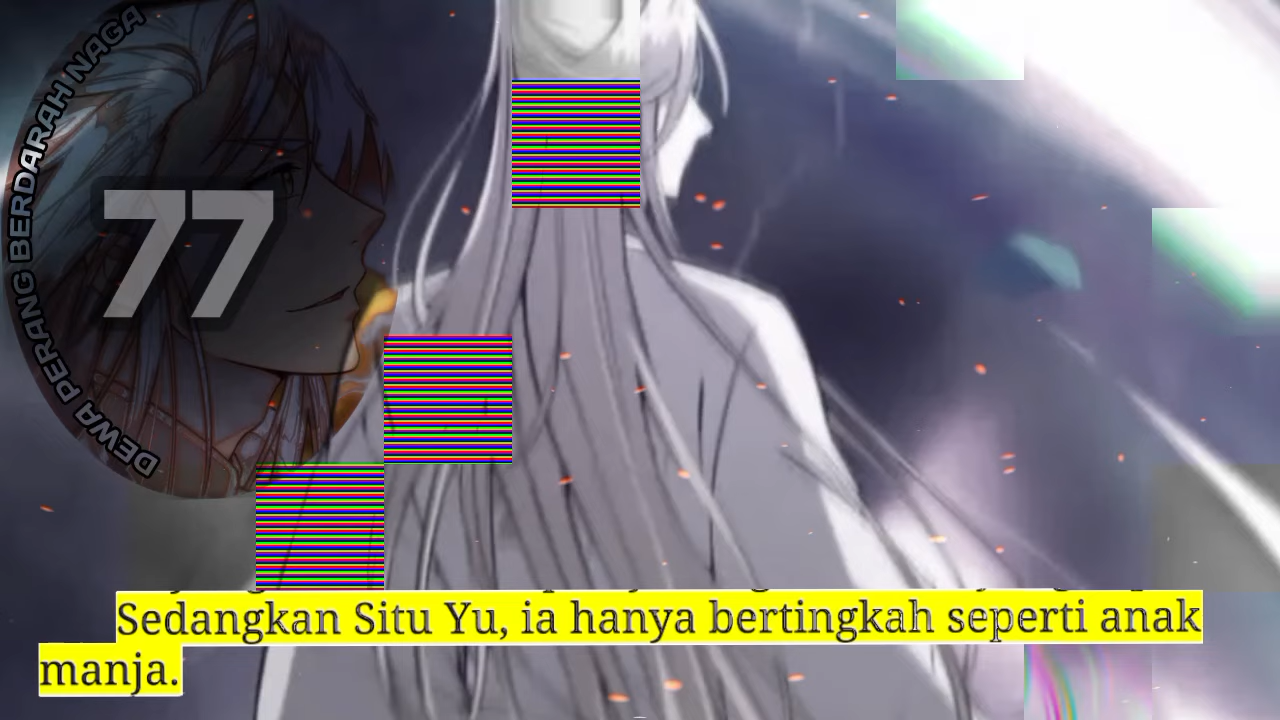 DEWA PERANG BERDARAH NAGA
77
Sedangkan Situ Yu, ia hanya bertingkah seperti anak
manja.